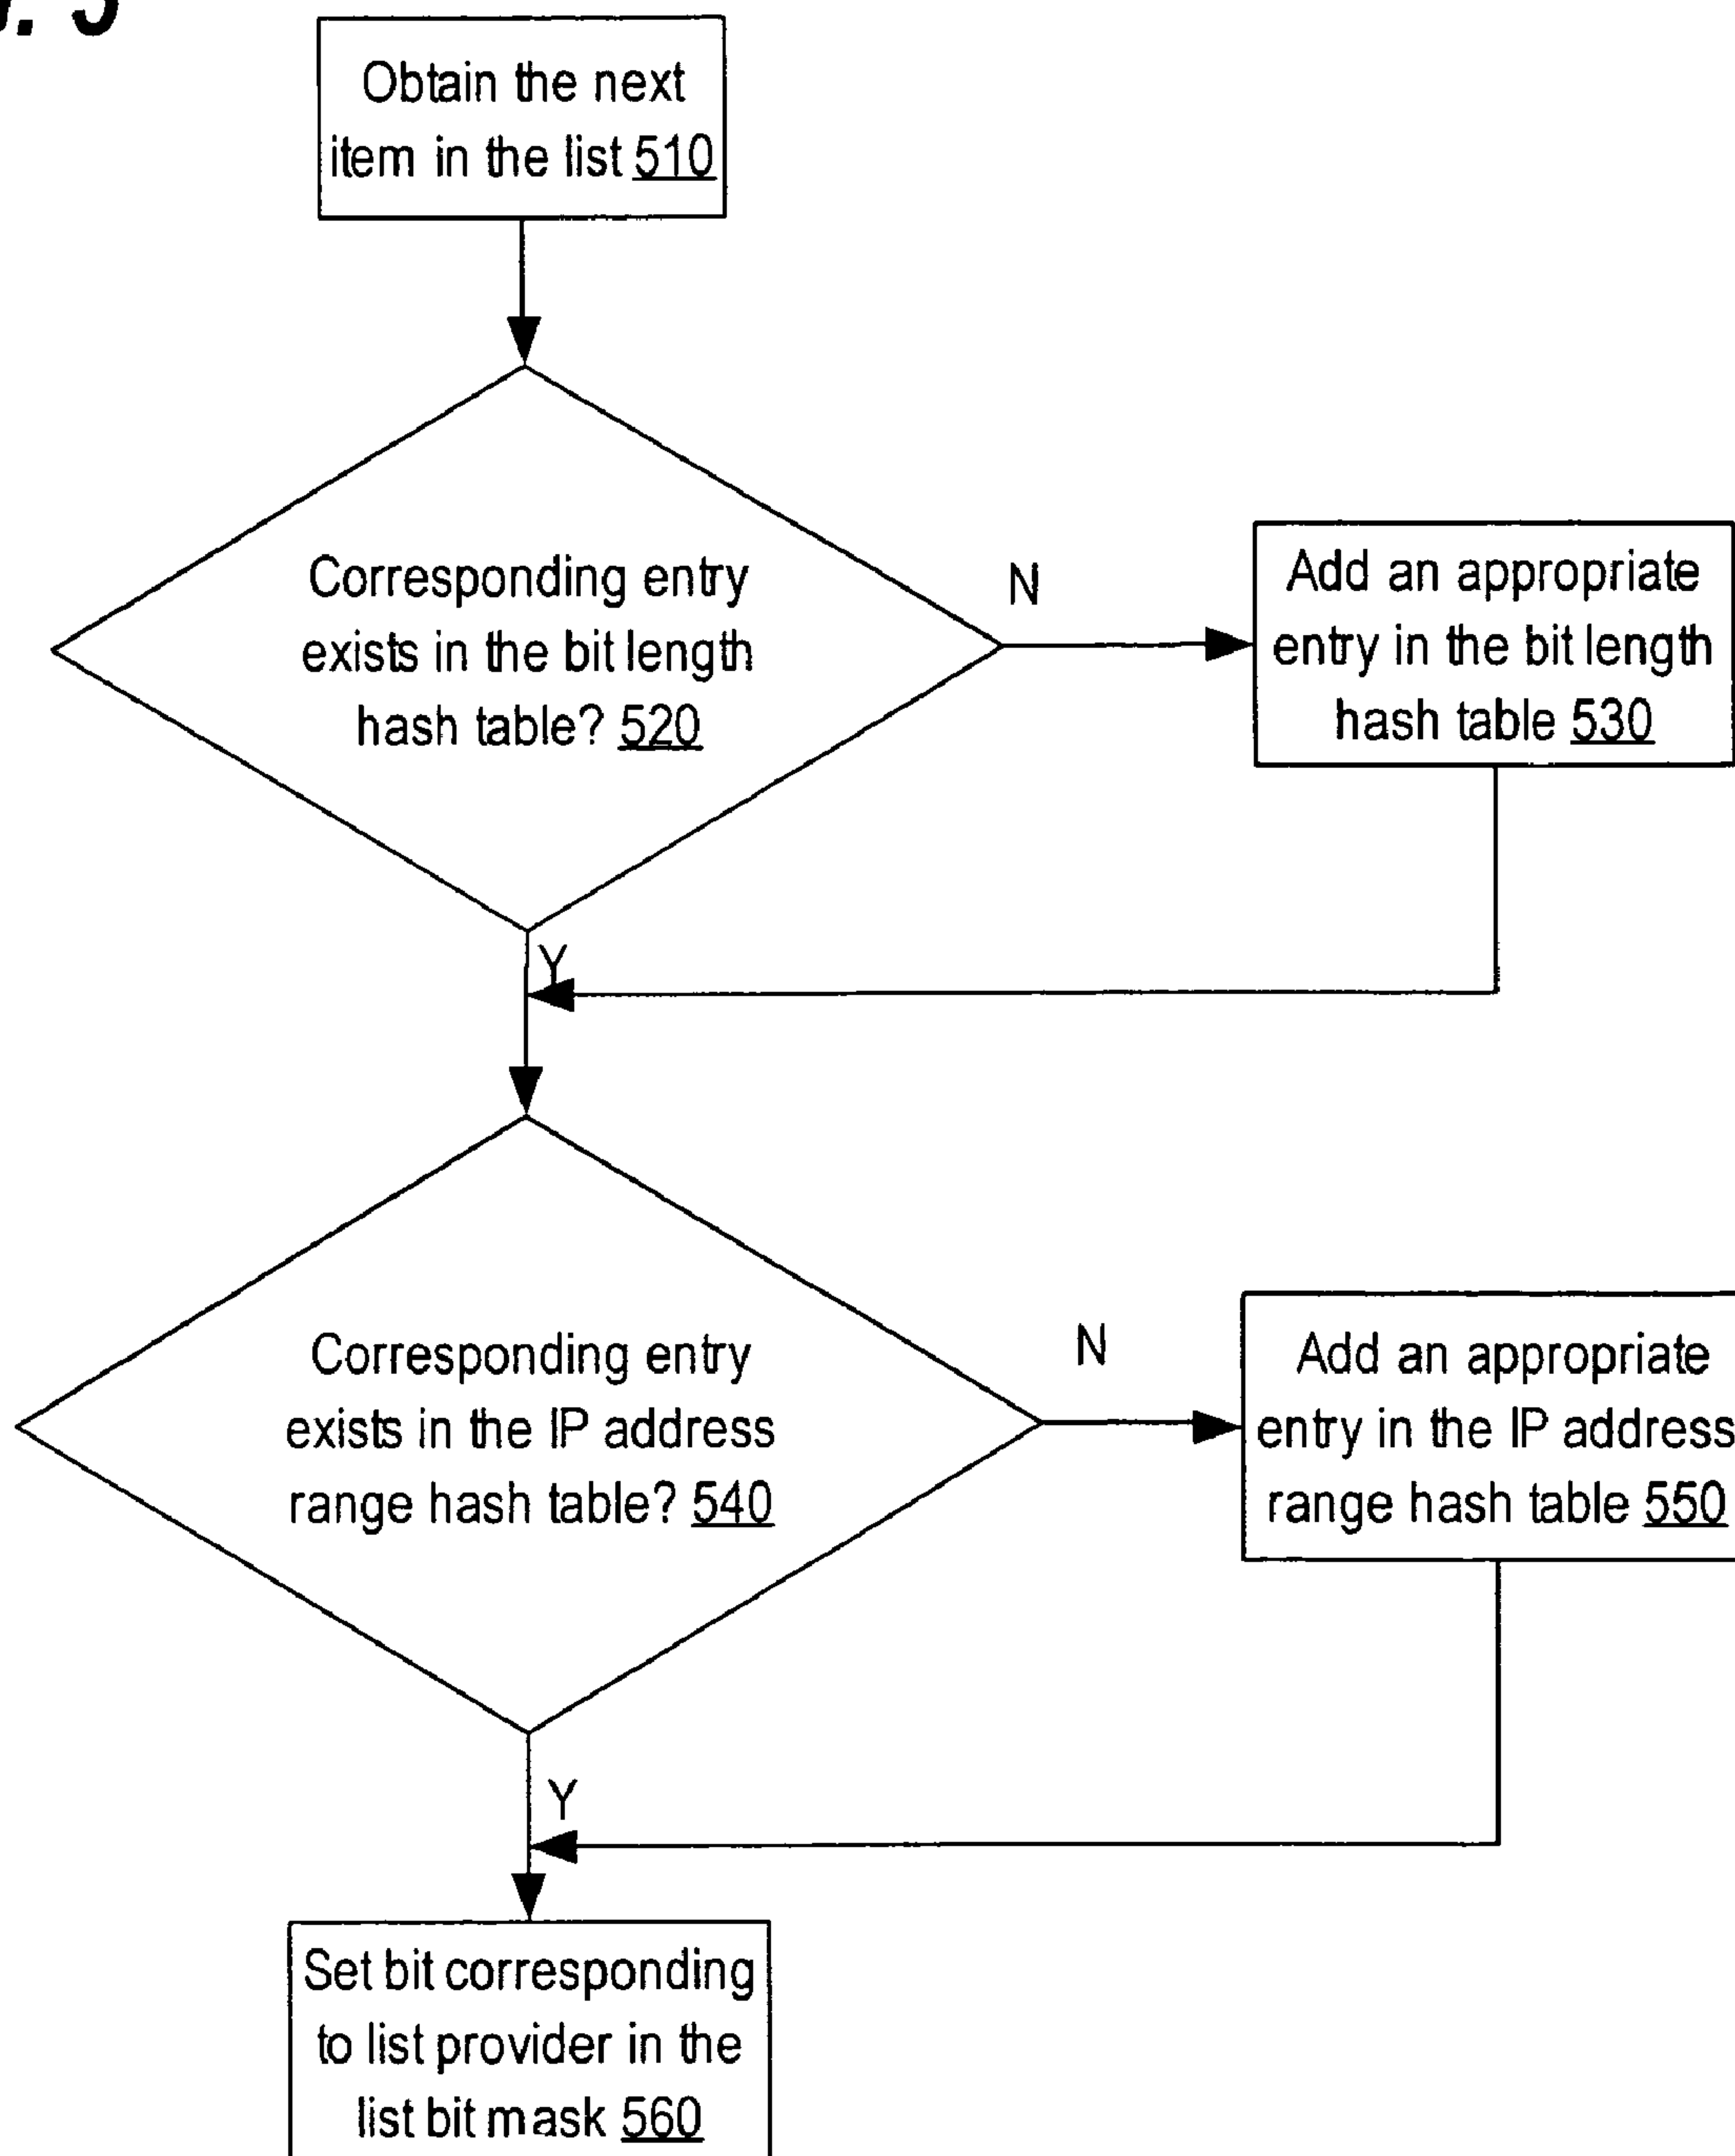 Obtain the next
item in the list 510
Corresponding entry
exists in the bit length
hash table? 520
N
Add an appropriate
entry in the bit length
hash table 530
Y
Corresponding entry
exists in the IP address
range hash table? 540
N
Add an appropriate
entry in the IP address
range hash table 550
Y
Set bit corresponding
to list provider in the
list bit mask 560